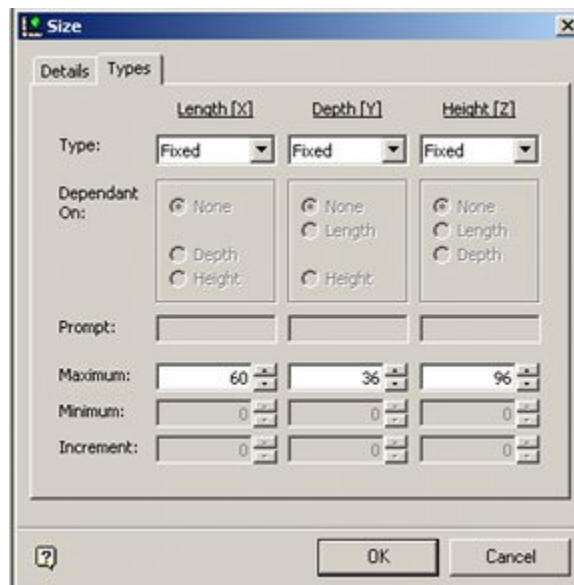 Size
Details Types
Length [X] Depth [Y] Height [Z]
Type: Fixed Fixed Fixed
Dependant On: None None None
Length Length
Depth Depth
Height Height
Prompt:
Maximum: 60 36 96
Minimum: 0 0 0
Increment: 0 0 0
OK Cancel